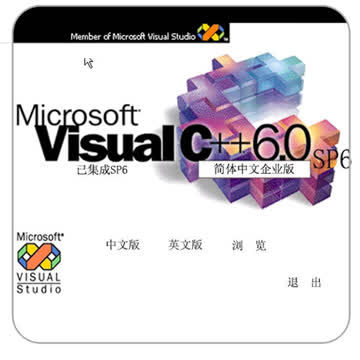 Member of Microsoft Visual Studio
Microsoft
Visual C++6.0 SP6
已集成SP6 简体中文企业版
Microsoft
VISUAL
Studio
中文版 英文版 浏览
退出